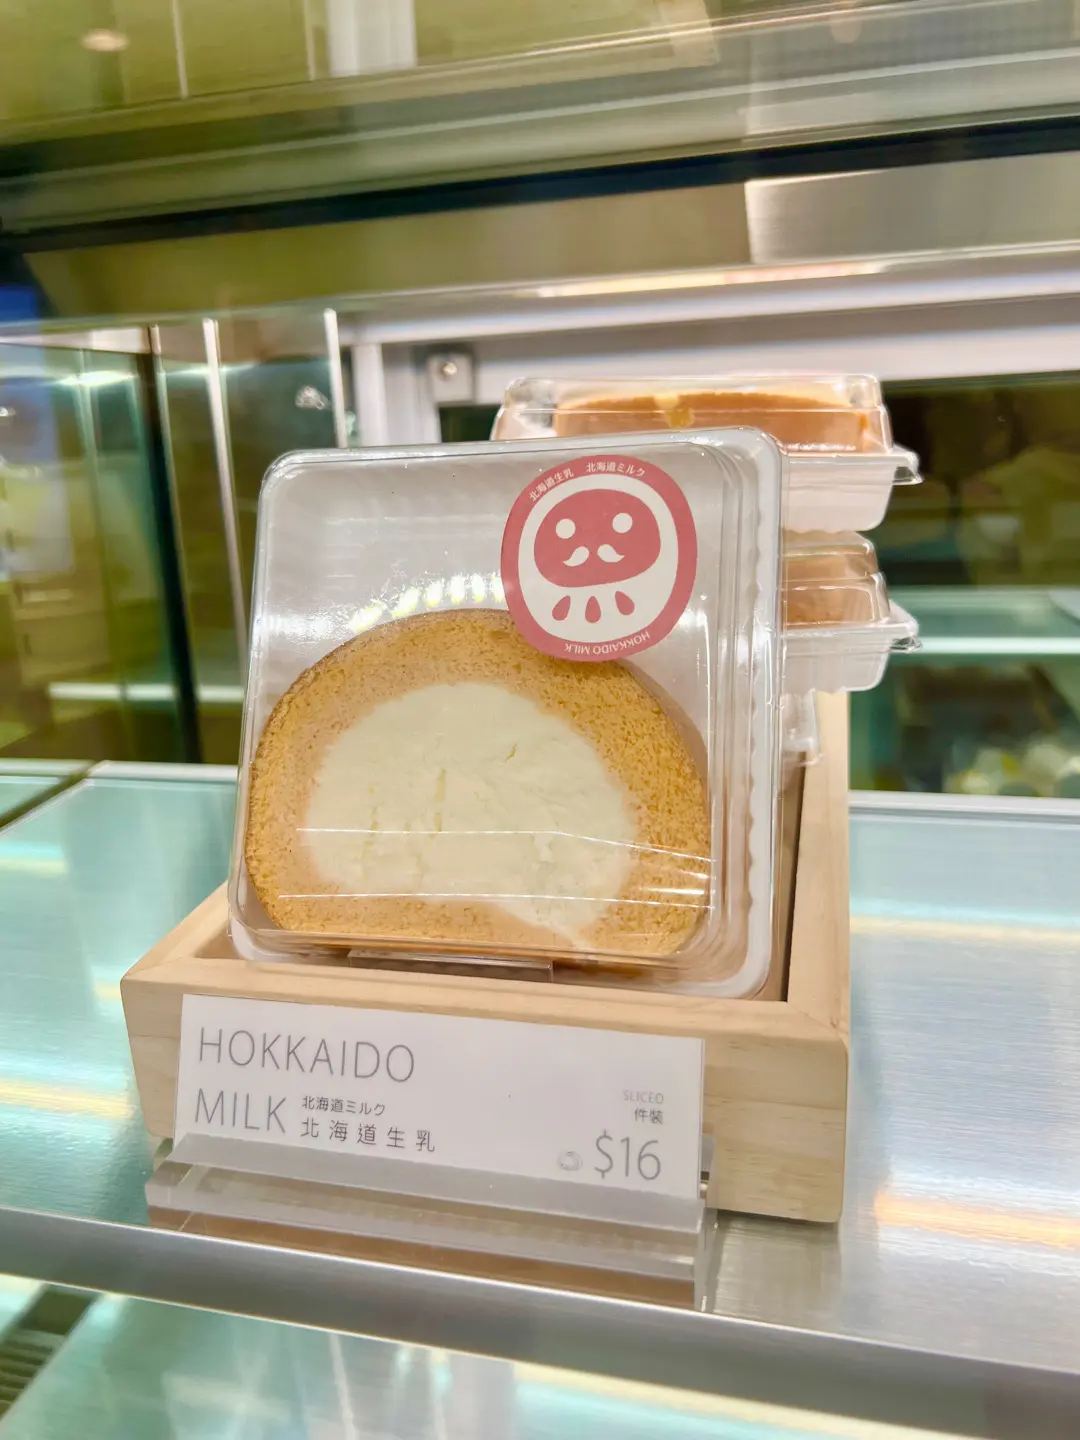 北海道生乳 北海道ミルク
HOKKAIDO MILK
HOKKAIDO
MILK 北海道ミルク
北海道生乳
SLICED
件裝
$16